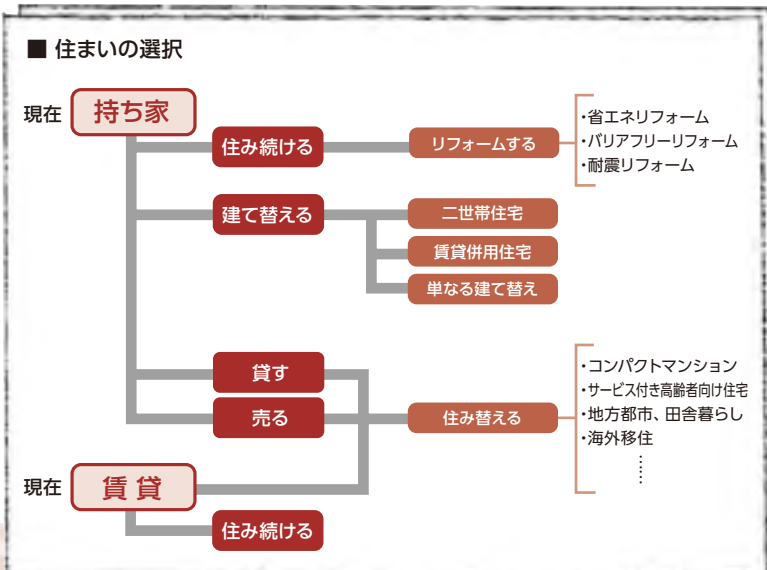 ■ 住まいの選択
現在
持ち家
住み続ける
リフォームする
・省エネリフォーム
・バリアフリーリフォーム
・耐震リフォーム
建て替える
二世帯住宅
賃貸併用住宅
単なる建て替え
貸す
売る
住み替える
・コンパクトマンション
・サービス付き高齢者向け住宅
・地方都市、田舎暮らし
・海外移住
……
現在
賃 貸
住み続ける